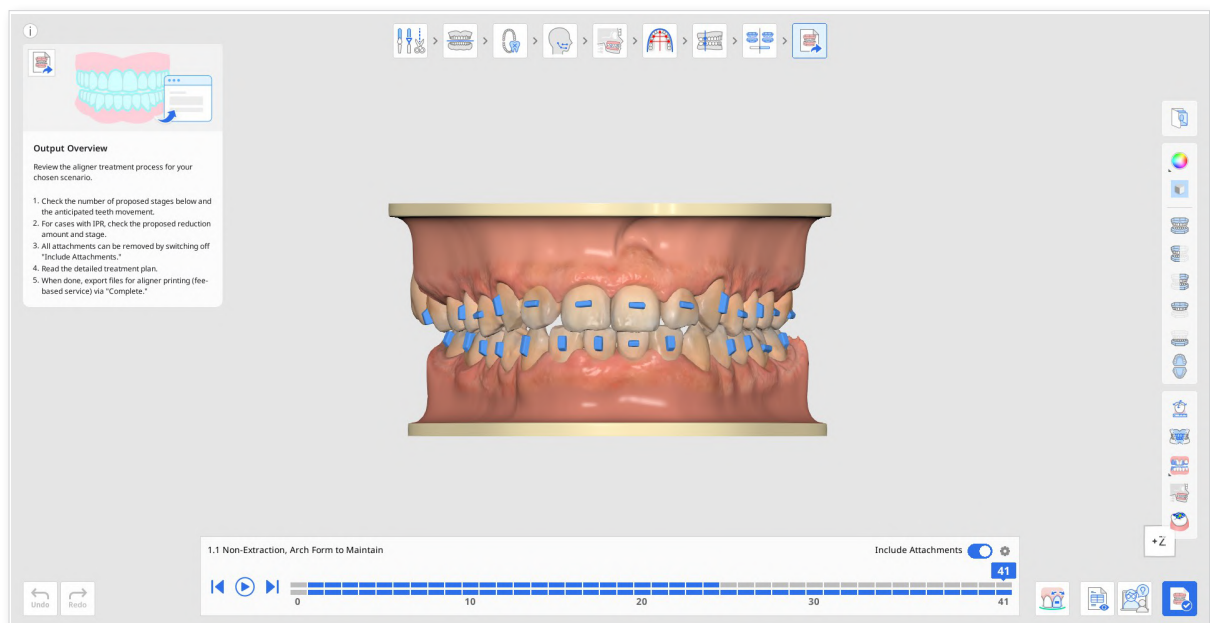 i
Output Overview
Review the aligner treatment process for your
chosen scenario.
1. Check the number of proposed stages below and
the anticipated teeth movement.
2. For cases with IPR, check the proposed reduction
amount and stage.
3. All attachments can be removed by switching off
"Include Attachments."
4. Read the detailed treatment plan.
5. When done, export files for aligner printing (fee-
based service) via "Complete."
+Z
1.1 Non-Extraction, Arch Form to Maintain
Include Attachments
41
0 10 20 30 41
Undo Redo